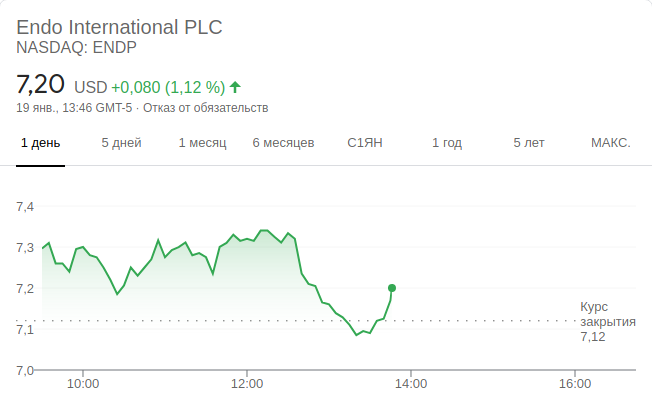 Endo International PLC
NASDAQ: ENDP
7,20 USD +0,080 (1,12 %)
19 янв., 13:46 GMT-5 · Отказ от обязательств
1 день 5 дней 1 месяц 6 месяцев С1ЯН 1 год 5 лет МАКС.
7,4
7,3
7,2
7,1
7,0
Курс
закрытия
7,12
10:00 12:00 14:00 16:00